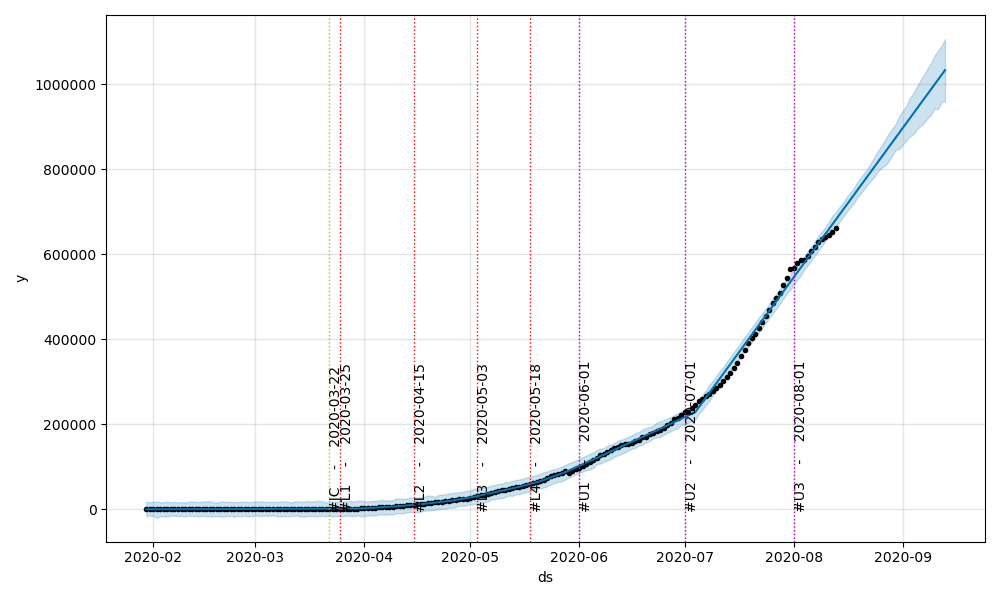 1000000
800000
600000
400000
200000
0
y
#JC - 2020-03-22
#L1 - 2020-03-25
#L2 - 2020-04-15
#L3 - 2020-05-03
#L4 - 2020-05-18
#U1 - 2020-06-01
#U2 - 2020-07-01
#U3 - 2020-08-01
2020-02 2020-03 2020-04 2020-05 2020-06 2020-07 2020-08 2020-09
ds